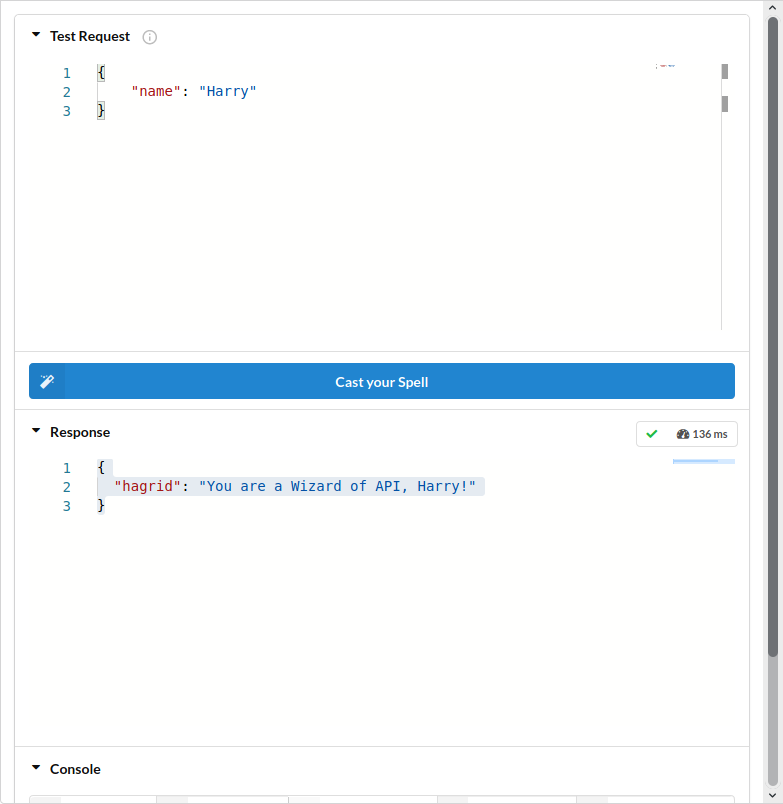 Test Request
1 {
2 "name": "Harry"
3 }
Cast your Spell
Response
136 ms
1 {
2 "hagrid": "You are a Wizard of API, Harry!"
3 }
Console